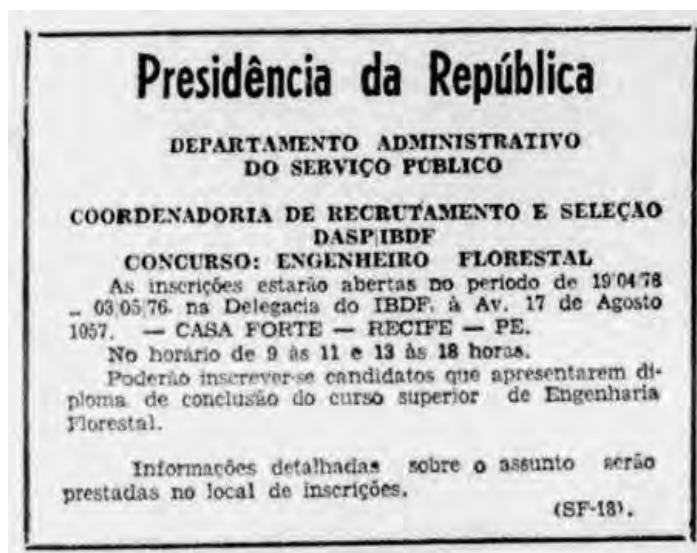 Presidência da República
DEPARTAMENTO ADMINISTRATIVO
DO SERVIÇO PÚBLICO
COORDENADORIA DE RECRUTAMENTO E SELEÇÃO
DASP|IBDF
CONCURSO: ENGENHEIRO FLORESTAL
As inscrições estarão abertas no período de 19|04|76
— 03|05|76. na Delegacia do IBDF. à Av. 17 de Agosto
1057. — CASA FORTE — RECIFE — PE.
No horário de 9 às 11 e 13 às 18 horas.
Poderão inscrever-se candidatos que apresentarem di-
ploma de conclusão do curso superior de Engenharia
Florestal.
Informações detalhadas sobre o assunto serão
prestadas no local de inscrições.
(SF-18).